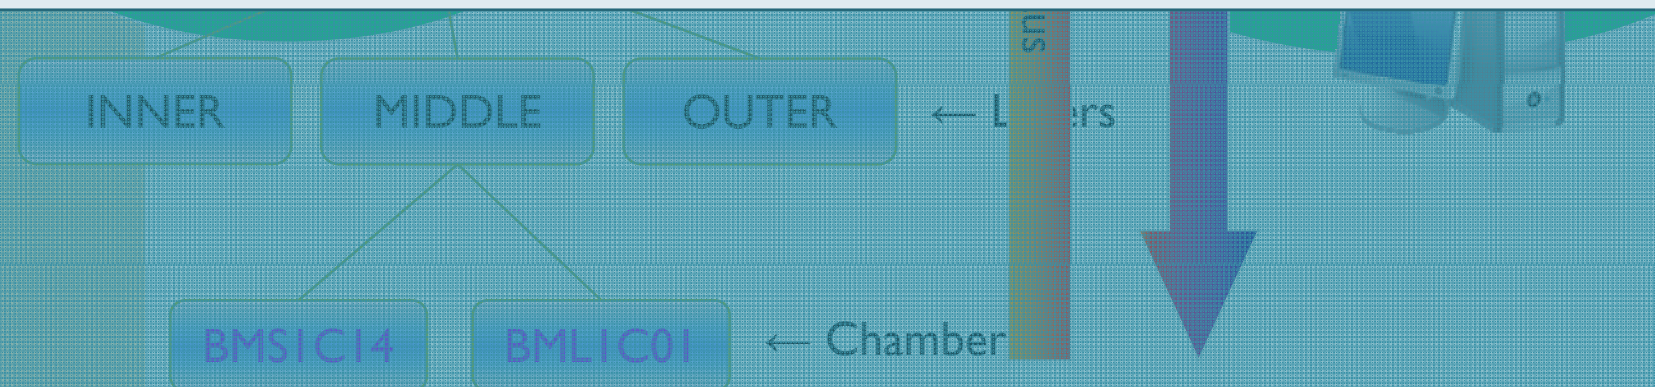 INNER MIDDLE OUTER ←
BMS1C14 BML1C01 ← Chamber